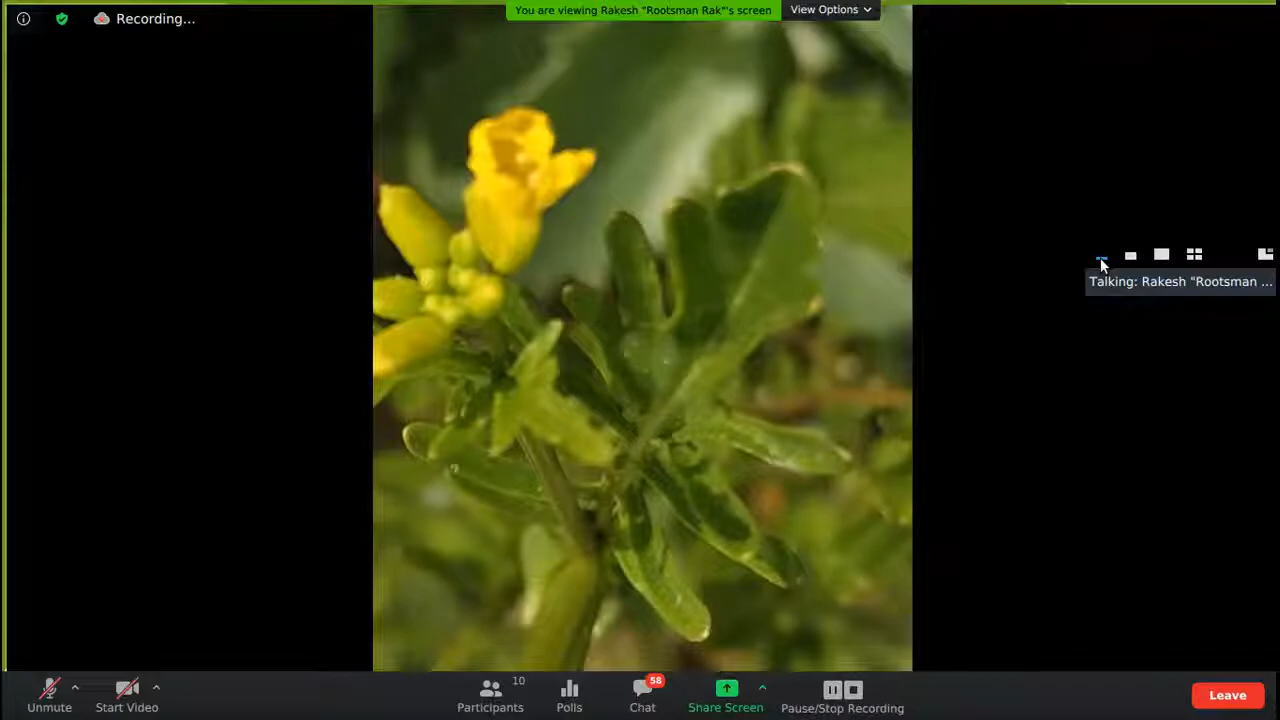 Recording...
You are viewing Rakesh "Rootsman Rak"'s screen
View Options
Talking: Rakesh "Rootsman ...
Unmute
Start Video
Participants
10
Polls
Chat
58
Share Screen
Pause/Stop Recording
Leave